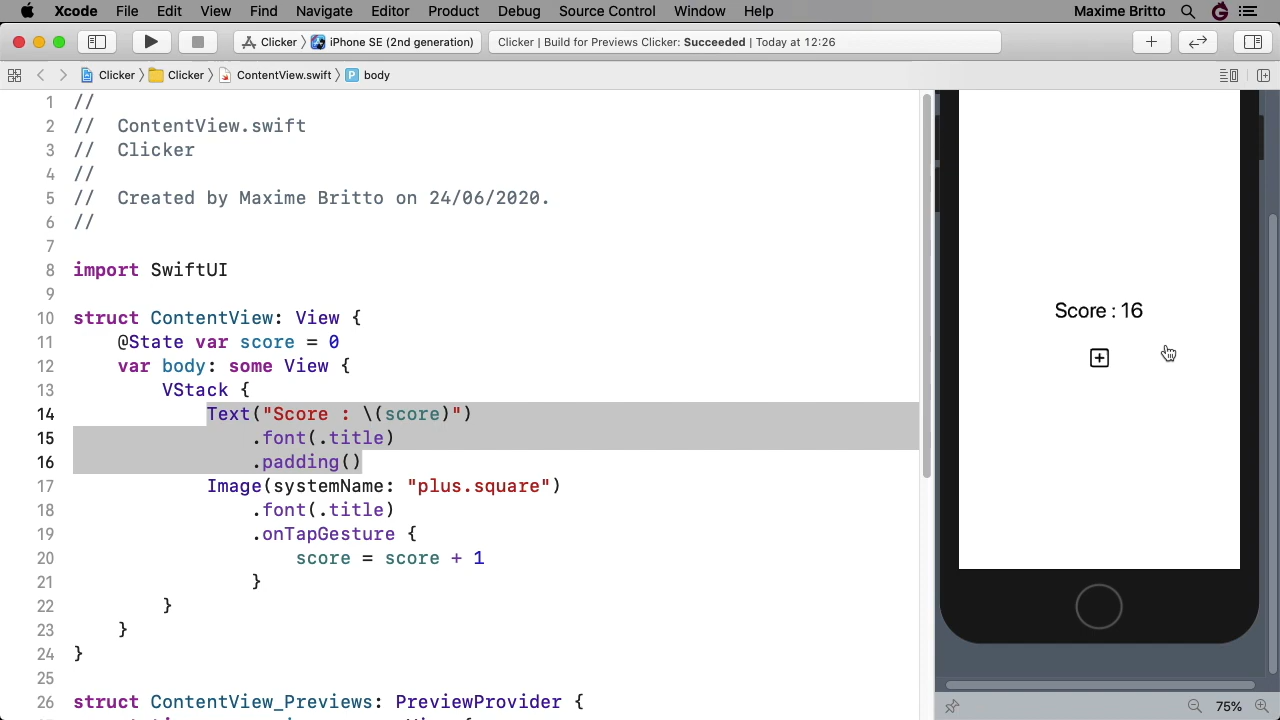 Xcode File Edit View Find Navigate Editor Product Debug Source Control Window Help Maxime Britto
Clicker iPhone SE (2nd generation) Clicker | Build for Previews Clicker: Succeeded | Today at 12:26
Clicker Clicker ContentView.swift P body
1 //
2 //  ContentView.swift
3 //  Clicker
4 //
5 //  Created by Maxime Britto on 24/06/2020.
6 //
7
8 import SwiftUI
9
10 struct ContentView: View {
11     @State var score = 0
12     var body: some View {
13         VStack {
14             Text("Score : \(score)")
15                 .font(.title)
16                 .padding()
17             Image(systemName: "plus.square")
18                 .font(.title)
19                 .onTapGesture {
20                     score = score + 1
21                 }
22         }
23     }
24 }
25
26 struct ContentView_Previews: PreviewProvider {
Score : 16
75%